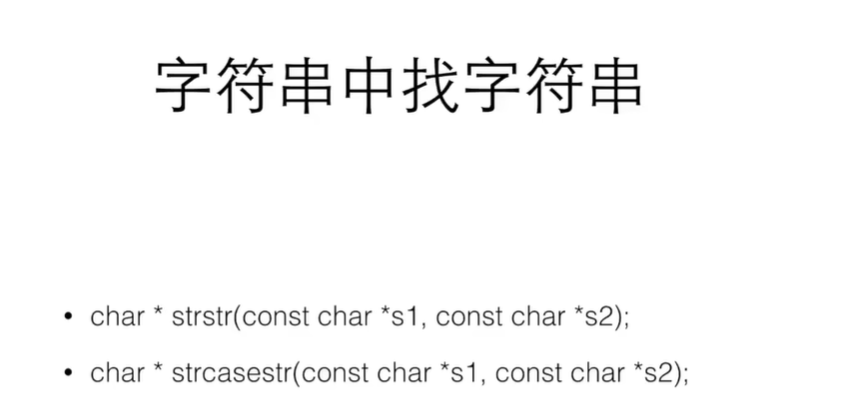 字符串中找字符串
• char * strstr(const char *s1, const char *s2);
• char * strcasestr(const char *s1, const char *s2);